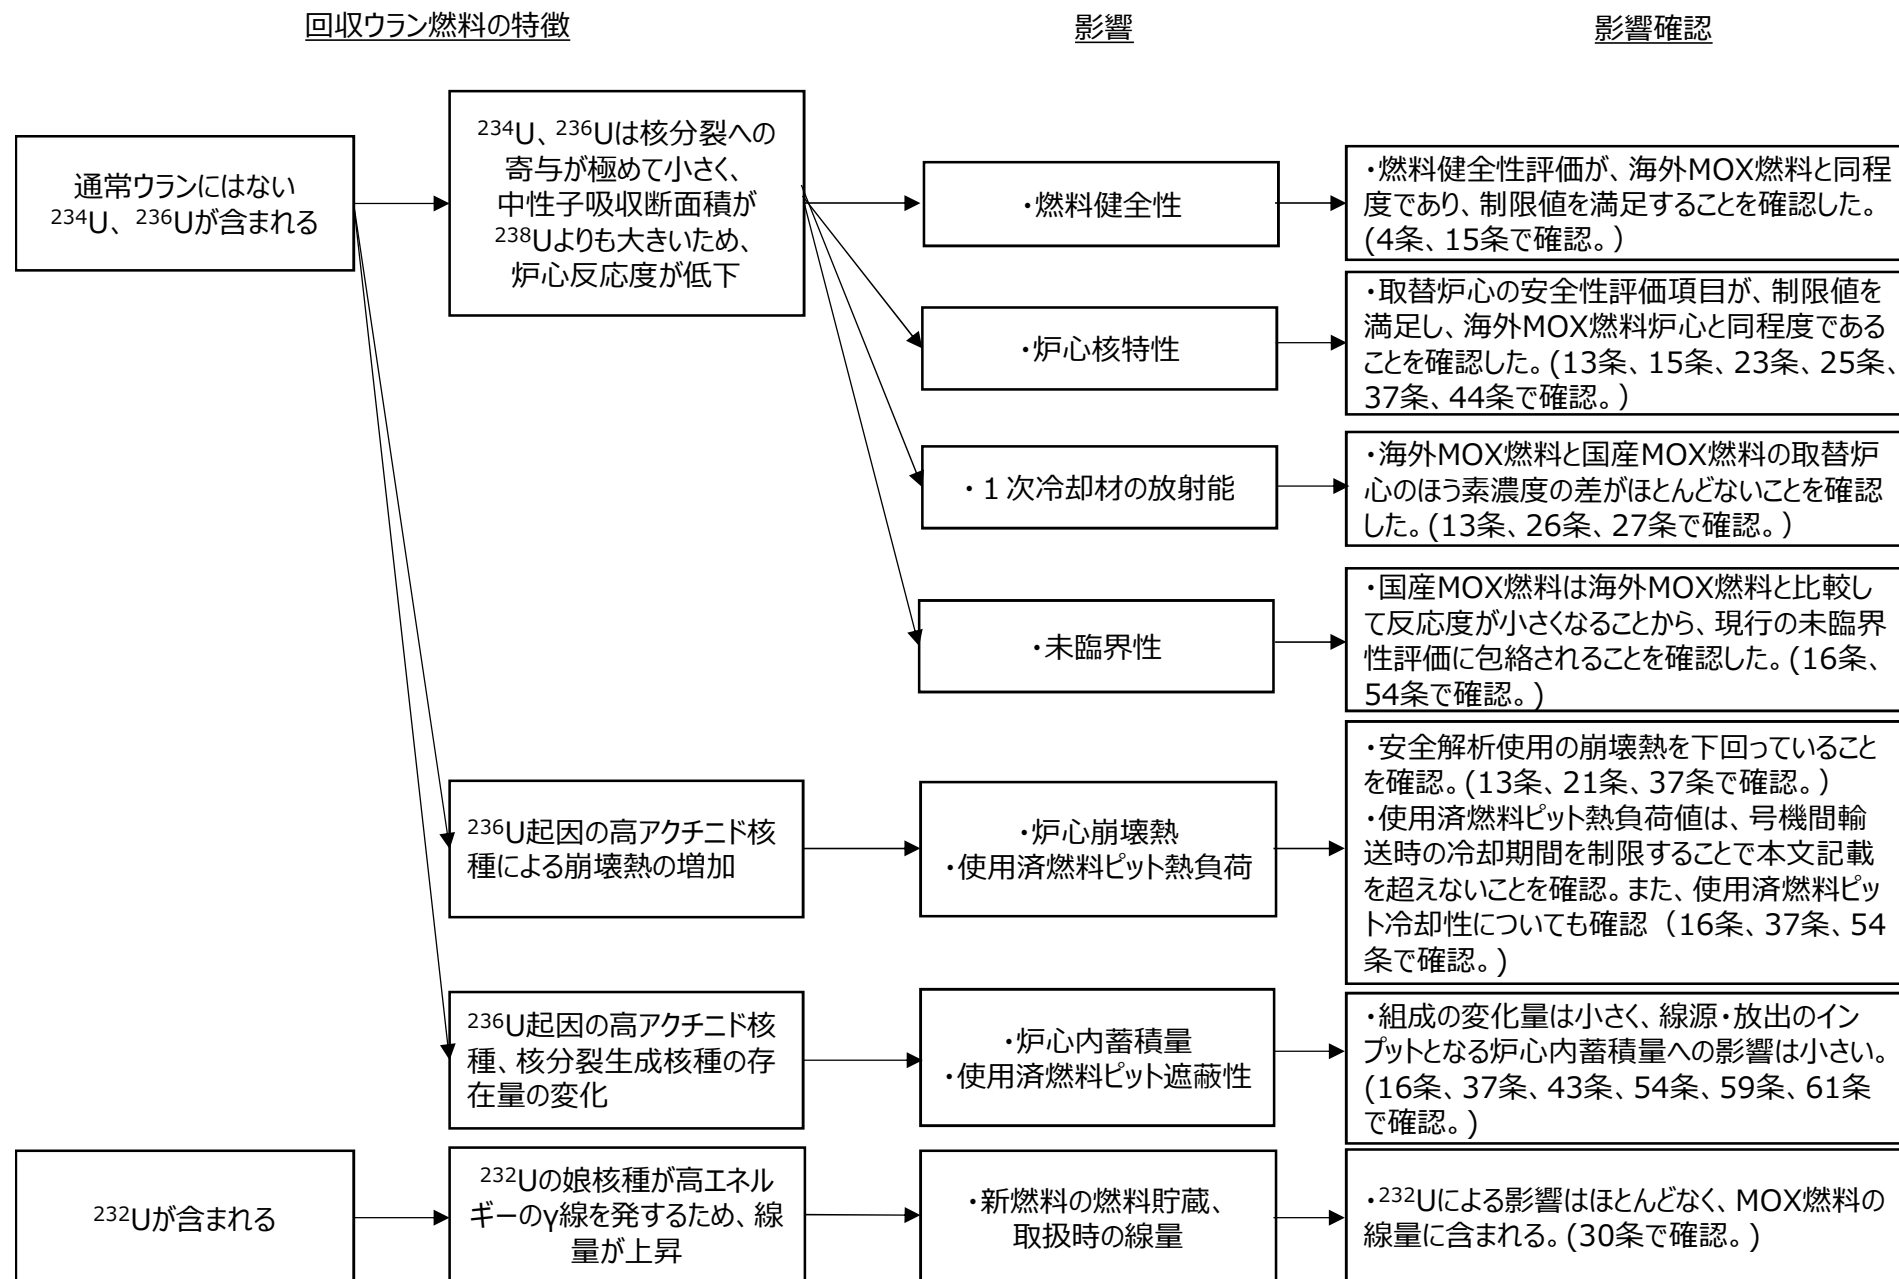 回収ウラン燃料の特徴
影響
影響確認
通常ウランにはない
²³⁴U、²³⁶Uが含まれる
²³⁴U、²³⁶Uは核分裂への
寄与が極めて小さく、
中性子吸収断面積が
²³⁸Uよりも大きいため、
炉心反応度が低下
・燃料健全性
・燃料健全性評価が、海外MOX燃料と同程
度であり、制限値を満足することを確認した。
(4条、15条で確認。)
・炉心核特性
・取替炉心の安全性評価項目が、制限値を
満足し、海外MOX燃料炉心と同程度である
ことを確認した。(13条、15条、23条、25条、
37条、44条で確認。)
・１次冷却材の放射能
・海外MOX燃料と国産MOX燃料の取替炉
心のほう素濃度の差がほとんどないことを確認
した。(13条、26条、27条で確認。)
・未臨界性
・国産MOX燃料は海外MOX燃料と比較し
て反応度が小さくなることから、現行の未臨界
性評価に包絡されることを確認した。(16条、
54条で確認。)
²³⁶U起因の高アクチニド核
種による崩壊熱の増加
・炉心崩壊熱
・使用済燃料ピット熱負荷
・安全解析使用の崩壊熱を下回っていること
を確認。(13条、21条、37条で確認。)
・使用済燃料ピット熱負荷値は、号機間輸
送時の冷却期間を制限することで本文記載
を超えないことを確認。また、使用済燃料ピッ
ト冷却性についても確認（16条、37条、54
条で確認。)
²³⁶U起因の高アクチニド核
種、核分裂生成核種の存
在量の変化
・炉心内蓄積量
・使用済燃料ピット遮蔽性
・組成の変化量は小さく、線源・放出のイン
プットとなる炉心内蓄積量への影響は小さい。
(16条、37条、43条、54条、59条、61条
で確認。)
²³²Uが含まれる
²³²Uの娘核種が高エネル
ギーのγ線を発するため、線
量が上昇
・新燃料の燃料貯蔵、
取扱時の線量
・²³²Uによる影響はほとんどなく、MOX燃料の
線量に含まれる。(30条で確認。)